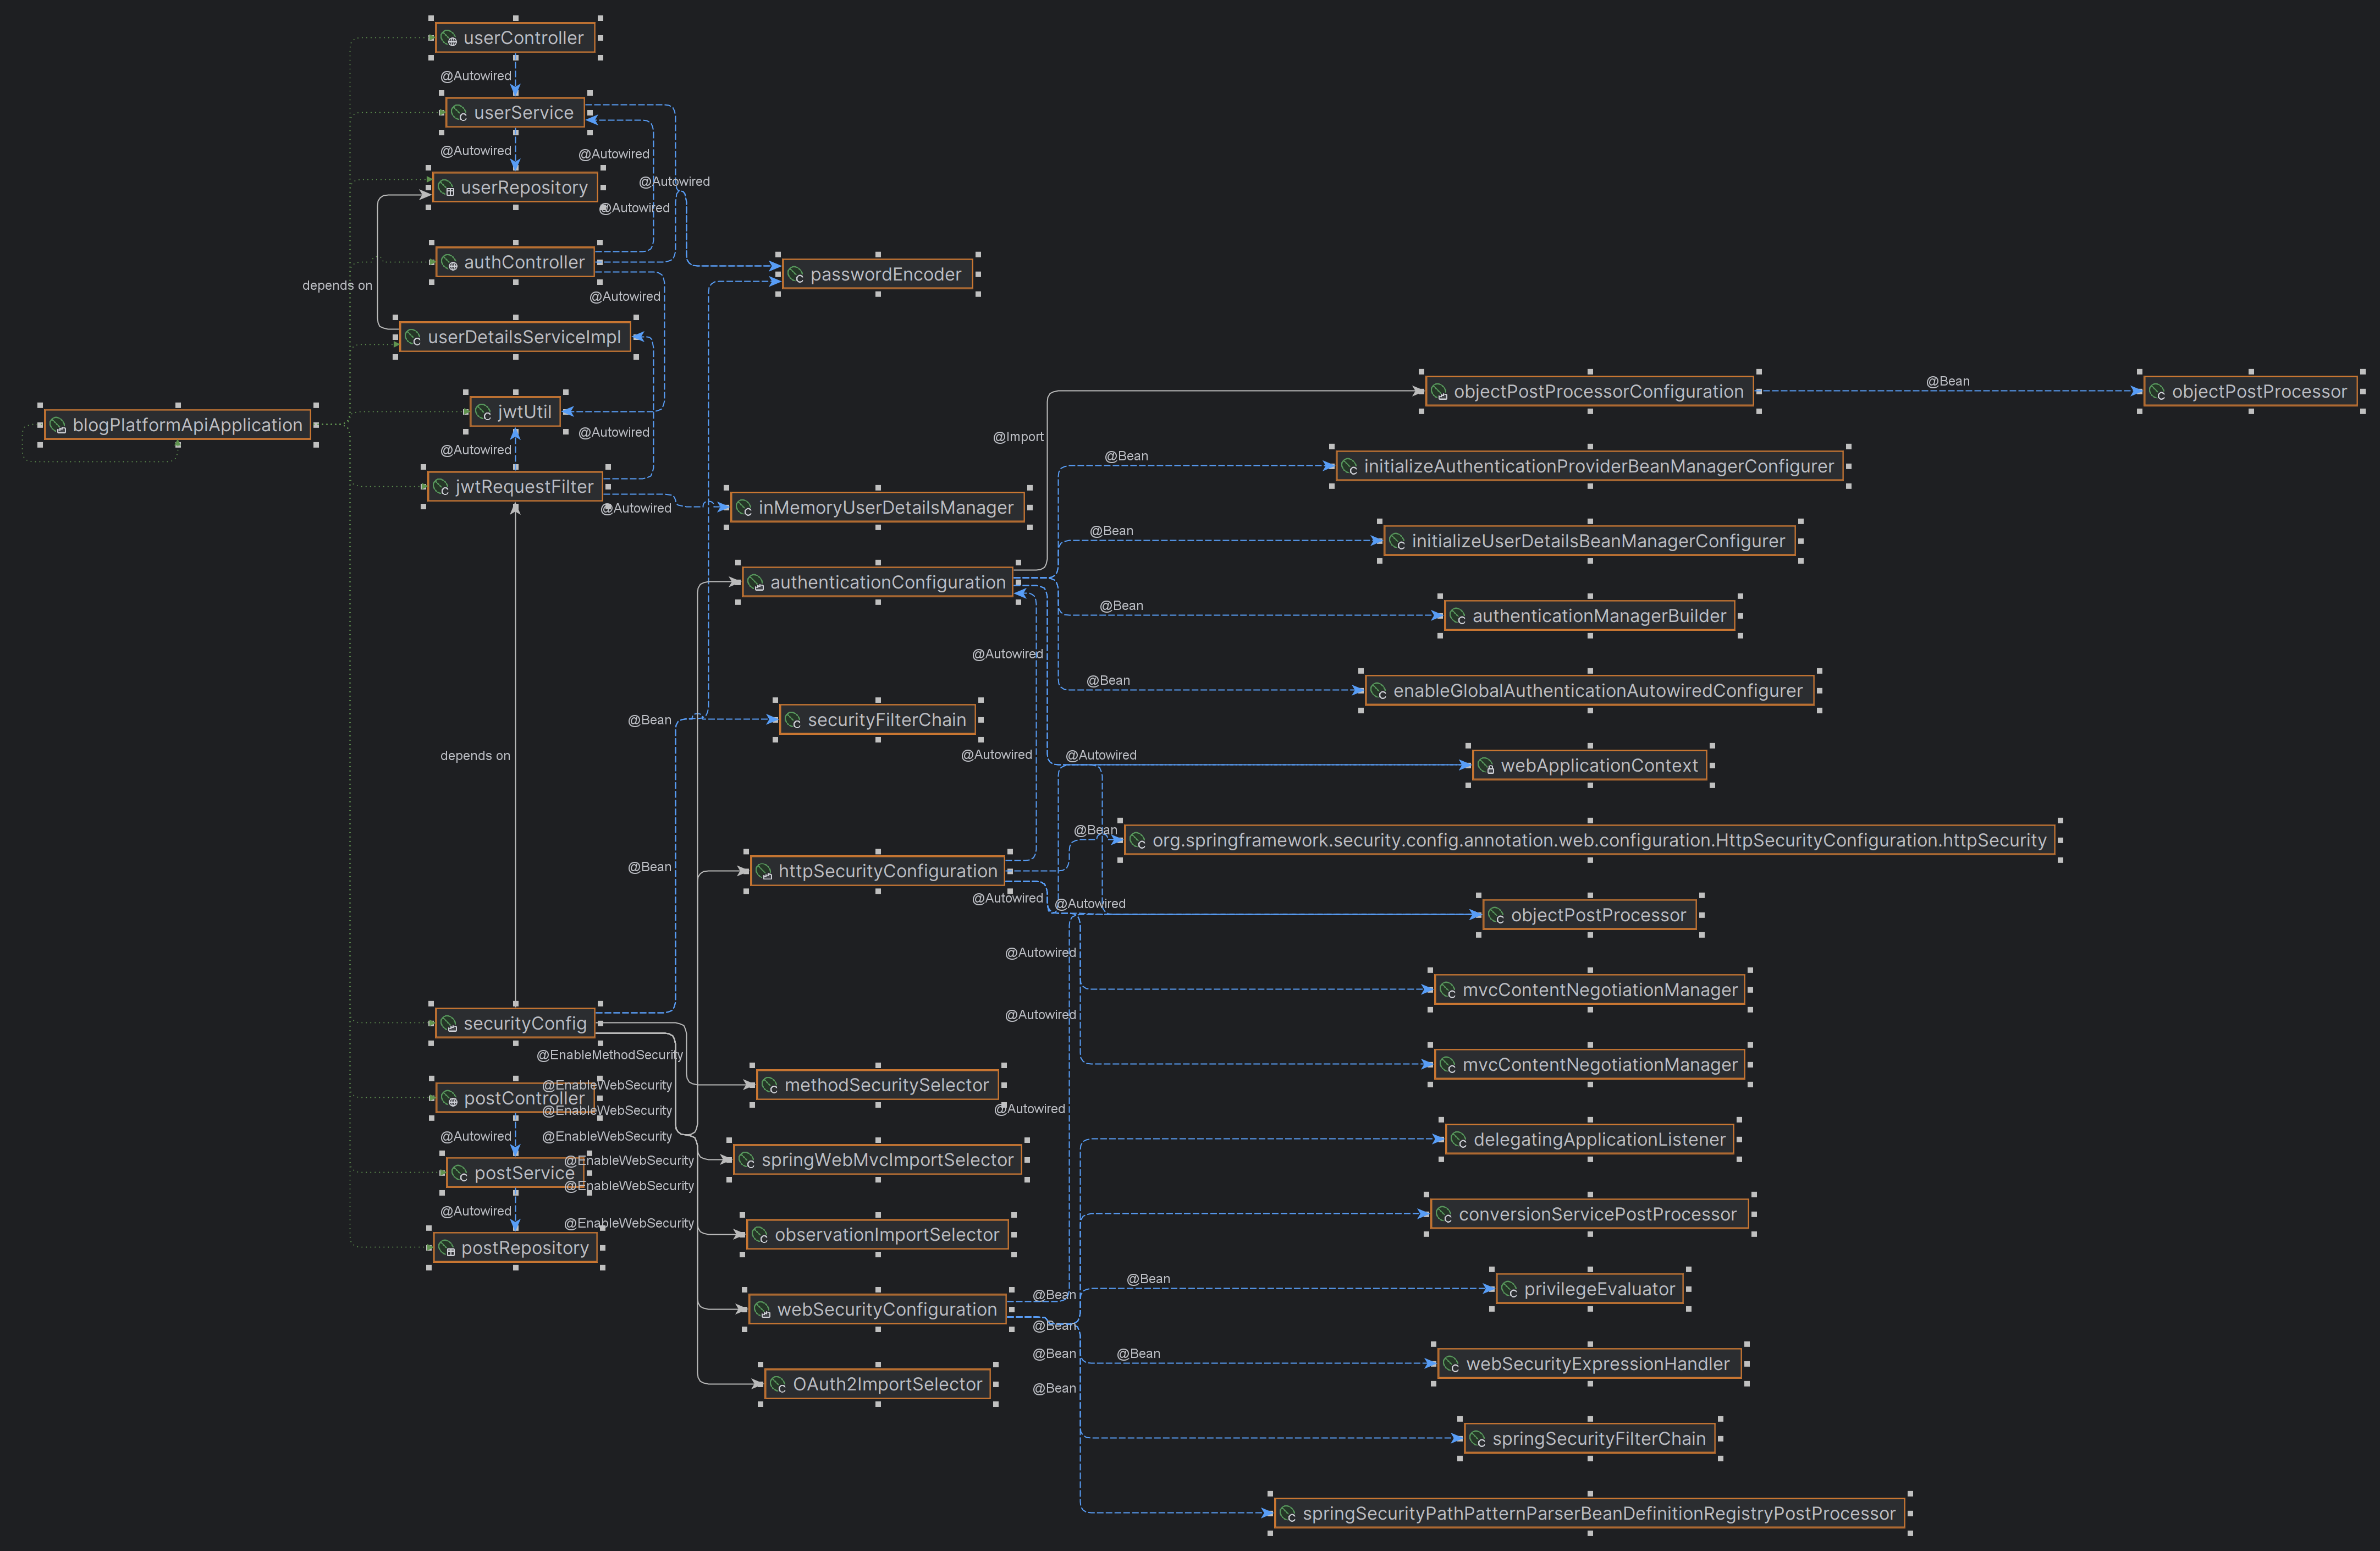 userController
@Autowired
userService
@Autowired
@Autowired
@Autowired
userRepository
@Autowired
authController
passwordEncoder
depends on
@Autowired
userDetailsServiceImpl
objectPostProcessorConfiguration
@Bean
objectPostProcessor
jwtUtil
blogPlatformApiApplication
@Autowired
@Import
@Autowired
@Bean
initializeAuthenticationProviderBeanManagerConfigurer
jwtRequestFilter
@Autowired
inMemoryUserDetailsManager
@Bean
initializeUserDetailsBeanManagerConfigurer
authenticationConfiguration
@Bean
authenticationManagerBuilder
@Autowired
@Bean
enableGlobalAuthenticationAutowiredConfigurer
@Bean
securityFilterChain
depends on
@Autowired
@Autowired
webApplicationContext
@Bean
org.springframework.security.config.annotation.web.configuration.HttpSecurityConfiguration.httpSecurity
@Bean
httpSecurityConfiguration
@Autowired
@Autowired
objectPostProcessor
@Autowired
mvcContentNegotiationManager
@Autowired
securityConfig
@EnableMethodSecurity
mvcContentNegotiationManager
@EnableWebSecurity
methodSecuritySelector
postController
@EnableWebSecurity
@Autowired
@Autowired
@EnableWebSecurity
delegatingApplicationListener
@EnableWebSecurity
springWebMvcImportSelector
postService
@EnableWebSecurity
@Autowired
@EnableWebSecurity
conversionServicePostProcessor
postRepository
observationImportSelector
@Bean
@Bean
privilegeEvaluator
webSecurityConfiguration
@Bean
@Bean
@Bean
webSecurityExpressionHandler
@Bean
OAuth2ImportSelector
springSecurityFilterChain
springSecurityPathPatternParserBeanDefinitionRegistryPostProcessor